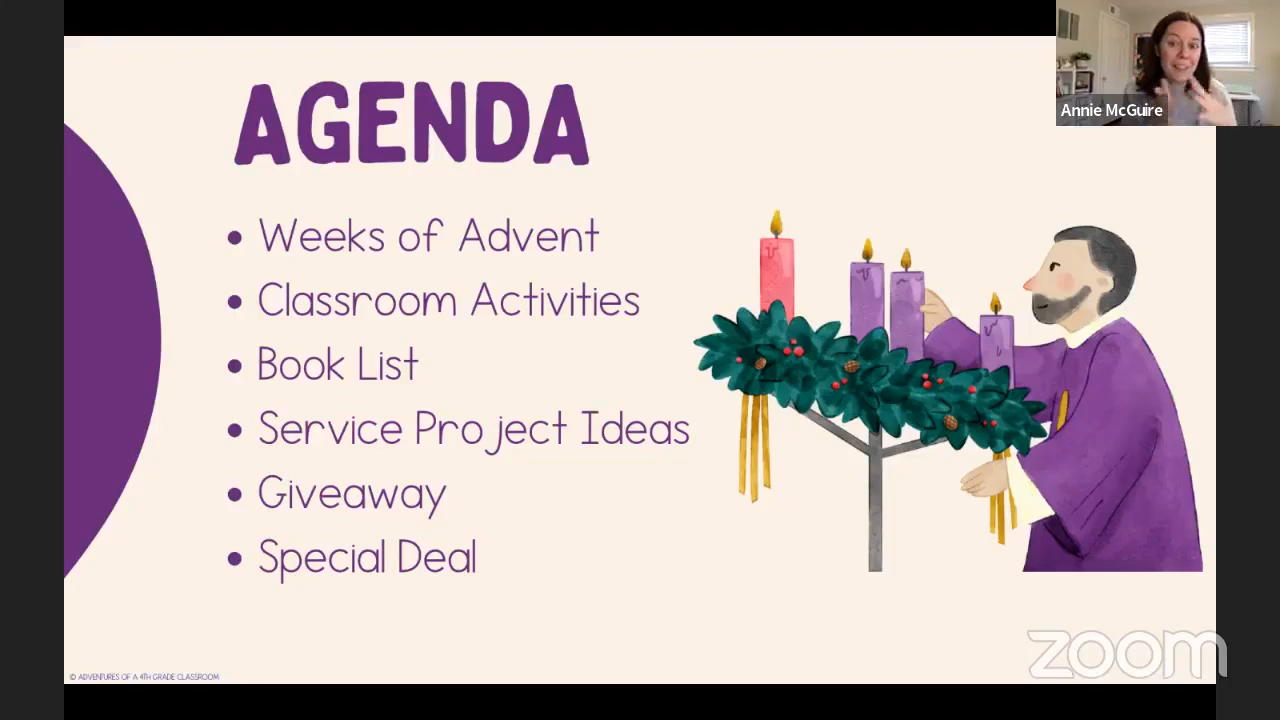 AGENDA
Annie McGuire
Weeks of Advent
Classroom Activities
Book List
Service Project Ideas
Giveaway
Special Deal
zoom
© ADVENTURES OF A 4TH GRADE CLASSROOM